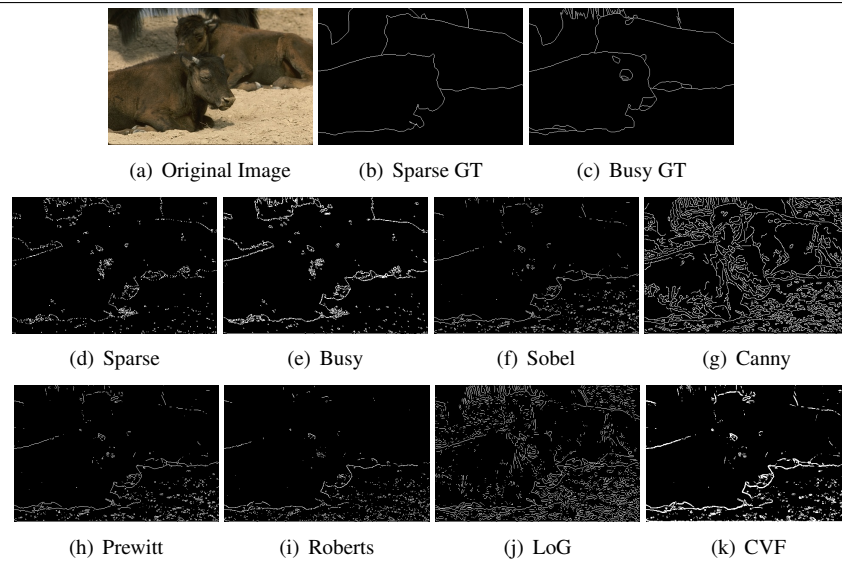 (a) Original Image (b) Sparse GT (c) Busy GT
(d) Sparse (e) Busy (f) Sobel (g) Canny
(h) Prewitt (i) Roberts (j) LoG (k) CVF